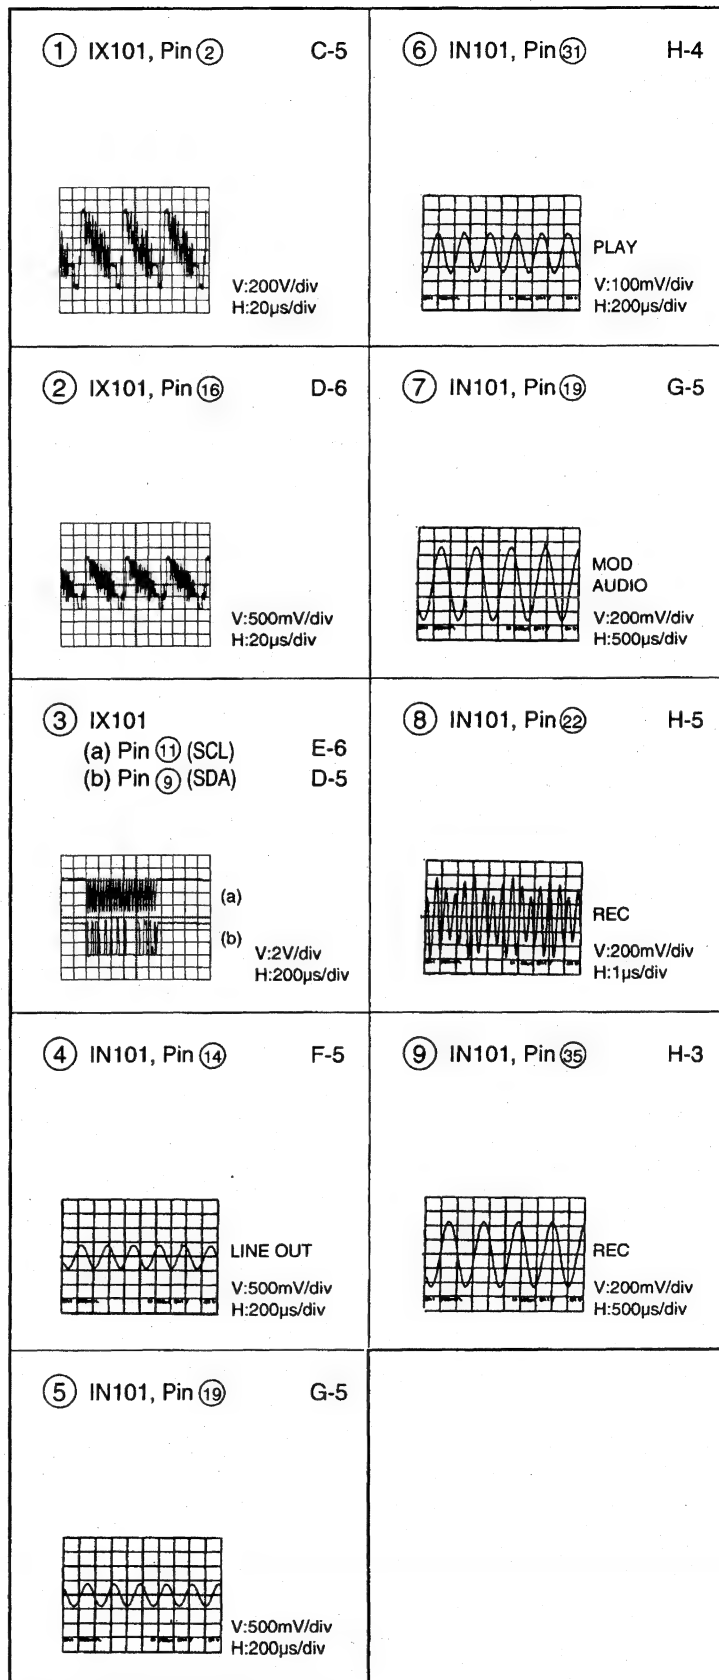 ① IX101, Pin ② C-5
V:200V/div
H:20µs/div
② IX101, Pin ⑯ D-6
V:500mV/div
H:20µs/div
③ IX101
(a) Pin ⑪ (SCL) E-6
(b) Pin ⑨ (SDA) D-5
(a)
(b)
V:2V/div
H:200µs/div
④ IN101, Pin ⑭ F-5
LINE OUT
V:500mV/div
H:200µs/div
⑤ IN101, Pin ⑲ G-5
V:500mV/div
H:200µs/div
⑥ IN101, Pin ㉛ H-4
PLAY
V:100mV/div
H:200µs/div
⑦ IN101, Pin ⑲ G-5
MOD
AUDIO
V:200mV/div
H:500µs/div
⑧ IN101, Pin ㉒ H-5
REC
V:200mV/div
H:1µs/div
⑨ IN101, Pin ㉟ H-3
REC
V:200mV/div
H:500µs/div